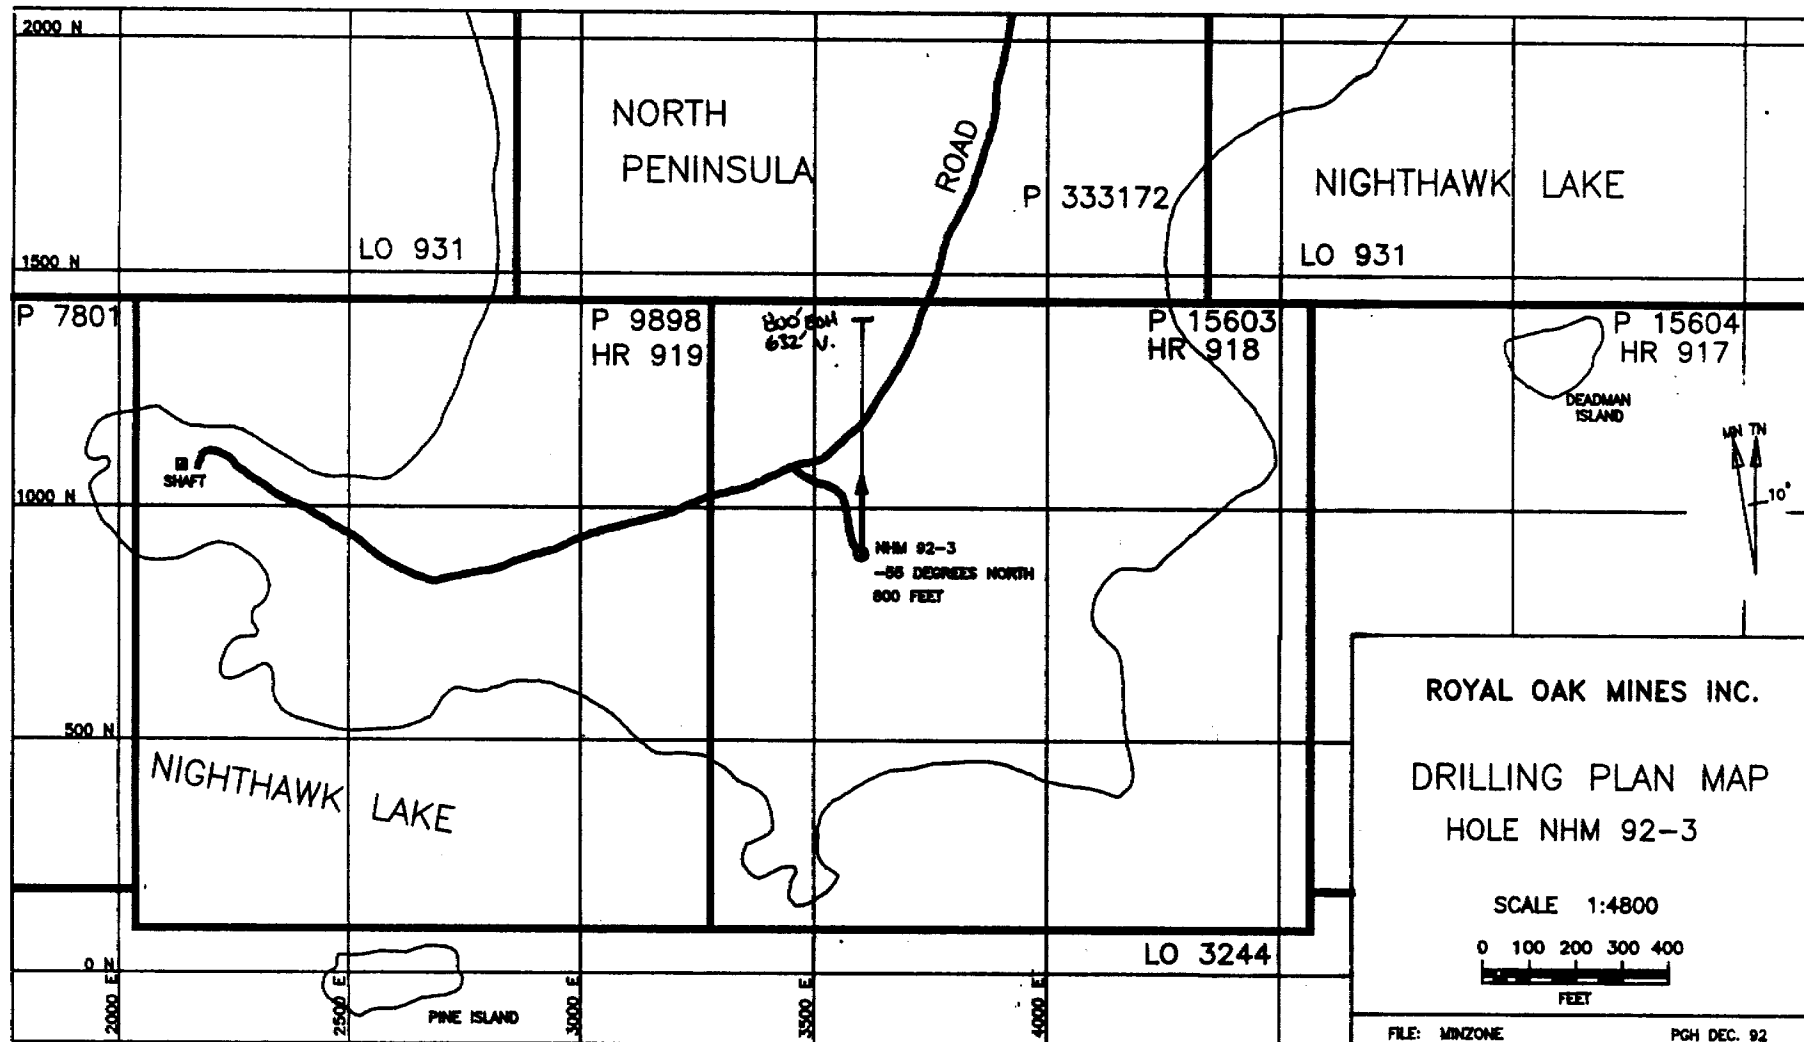 2000 N
NORTH
PENINSULA
ROAD
P 333172
NIGHTHAWK LAKE
LO 931
LO 931
1500 N
P 7801
P 9898
HR 919
800' EOH
632' N.
P 15603
HR 918
P 15604
HR 917
DEADMAN
ISLAND
MN TN
10°
SHAFT
1000 N
NHM 92-3
-55 DEGREES NORTH
800 FEET
500 N
NIGHTHAWK LAKE
ROYAL OAK MINES INC.
DRILLING PLAN MAP
HOLE NHM 92-3
SCALE 1:4800
0 100 200 300 400
FEET
LO 3244
0 N
2000 E
2500 E
3000 E
3500 E
4000 E
PINE ISLAND
FILE: MINZONE
PGH DEC. 92